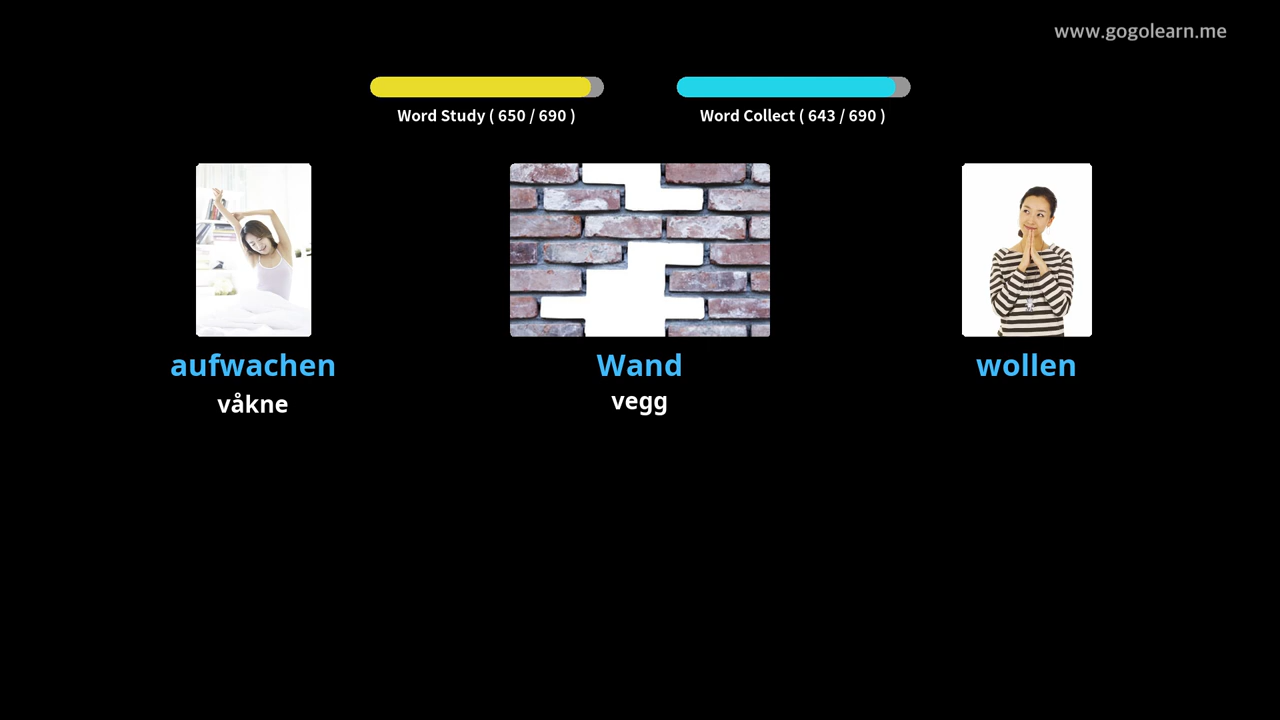 www.gogolearn.me
Word Study ( 650 / 690 )
Word Collect ( 643 / 690 )
aufwachen
våkne
Wand
vegg
wollen